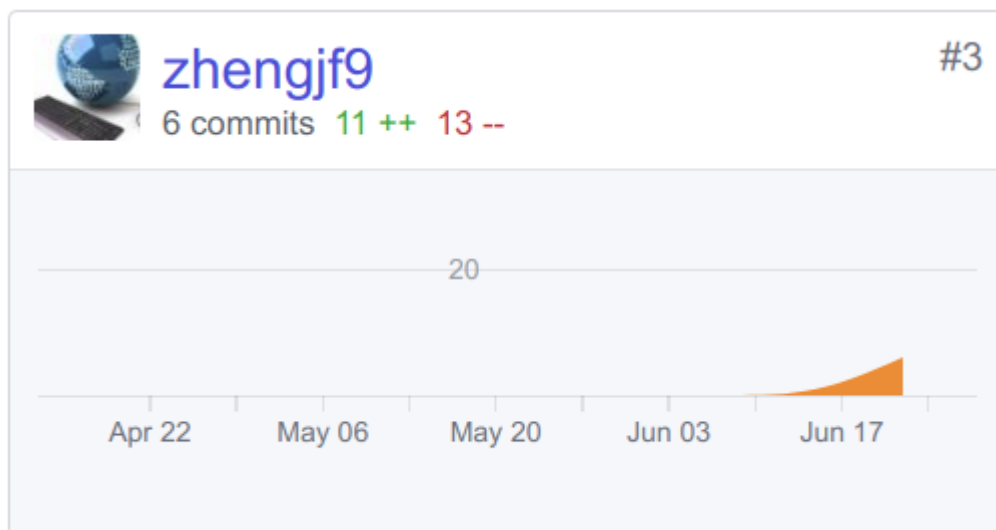 zhengjf9
#3
6 commits 11 ++ 13 --
20
Apr 22 May 06 May 20 Jun 03 Jun 17